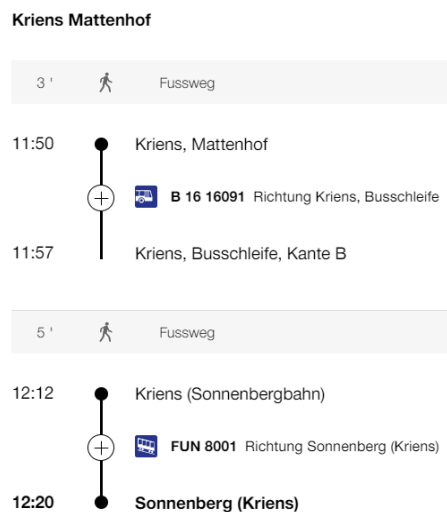 Kriens Mattenhof
3 ' Fussweg
11:50 Kriens, Mattenhof
B 16 16091 Richtung Kriens, Busschleife
11:57 Kriens, Busschleife, Kante B
5 ' Fussweg
12:12 Kriens (Sonnenbergbahn)
FUN 8001 Richtung Sonnenberg (Kriens)
12:20 Sonnenberg (Kriens)